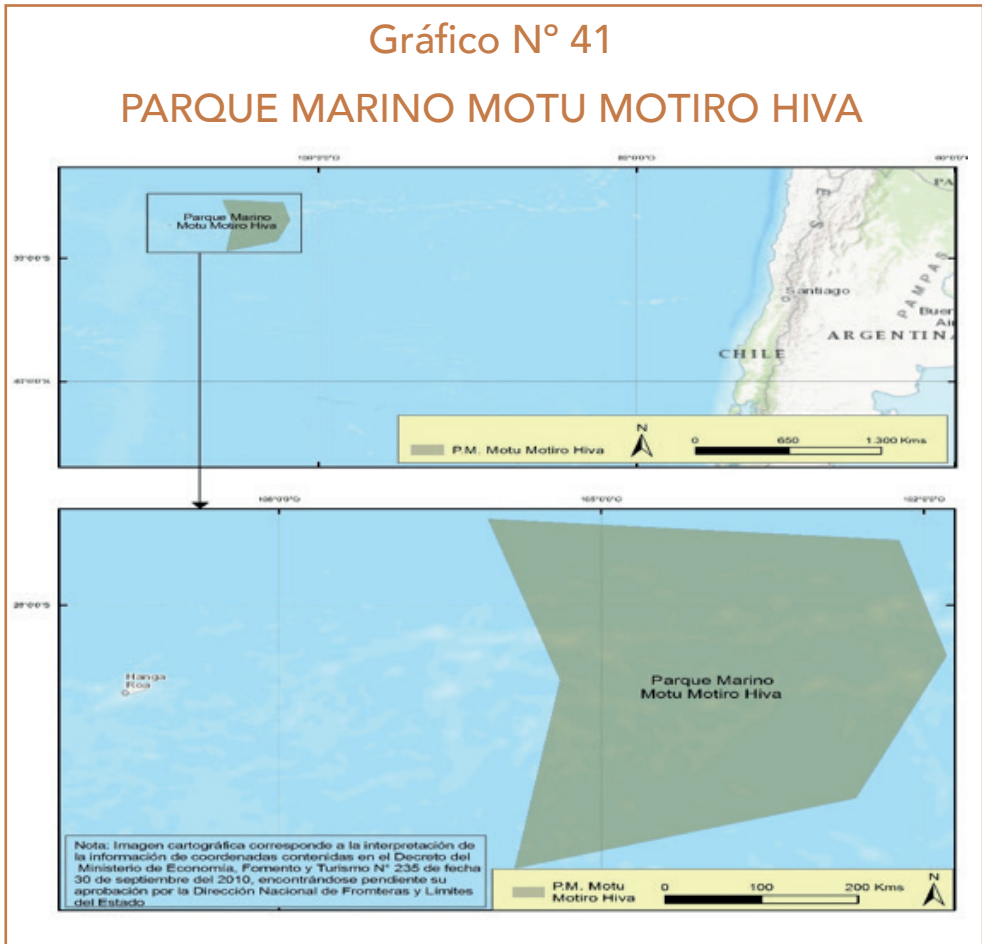 Gráfico Nº 41
PARQUE MARINO MOTU MOTIRO HIVA
Parque Marino
Motu Motiro Hiva
Santiago
PAMPAS
ARGENTIN
CHILE
P.M. Motu Motiro Hiva
N
0 650 1.300 Kms
Hanga
Roa
Parque Marino
Motu Motiro Hiva
Nota: Imagen cartográfica corresponde a la interpretación de
la información de coordenadas contenidas en el Decreto del
Ministerio de Economía, Fomento y Turismo N° 235 de fecha
30 de septiembre del 2010, encontrándose pendiente su
aprobación por la Dirección Nacional de Fromteras y Límites
del Estado
P.M. Motu
Motiro Hiva
0 100 200 Kms
N